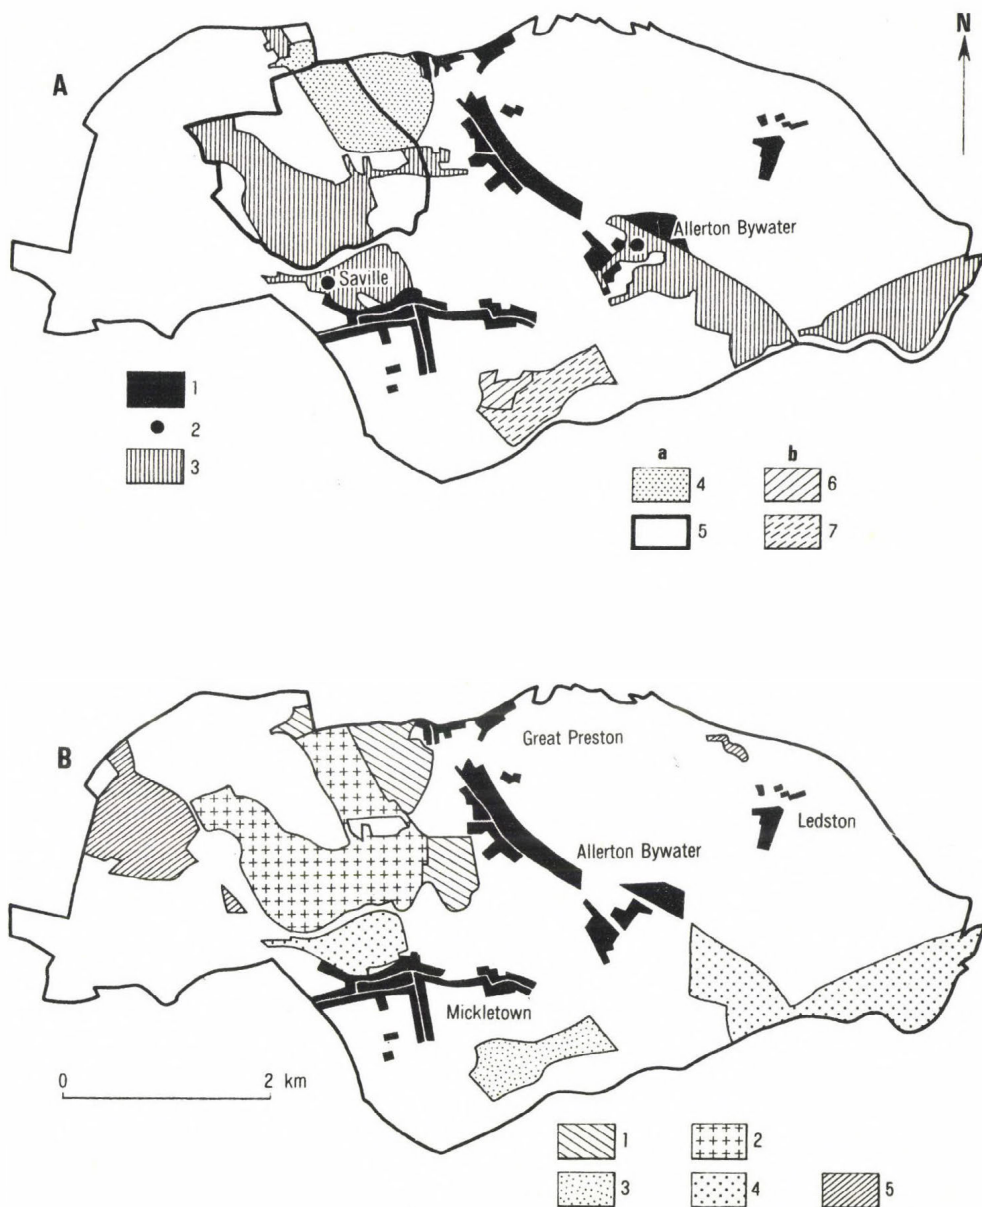 N
A
Allerton Bywater
Saville
1
2
3
a b
4 6
5 7
B
Great Preston
Ledston
Allerton Bywater
Mickletown
0 2 km
1 2
3 4 5